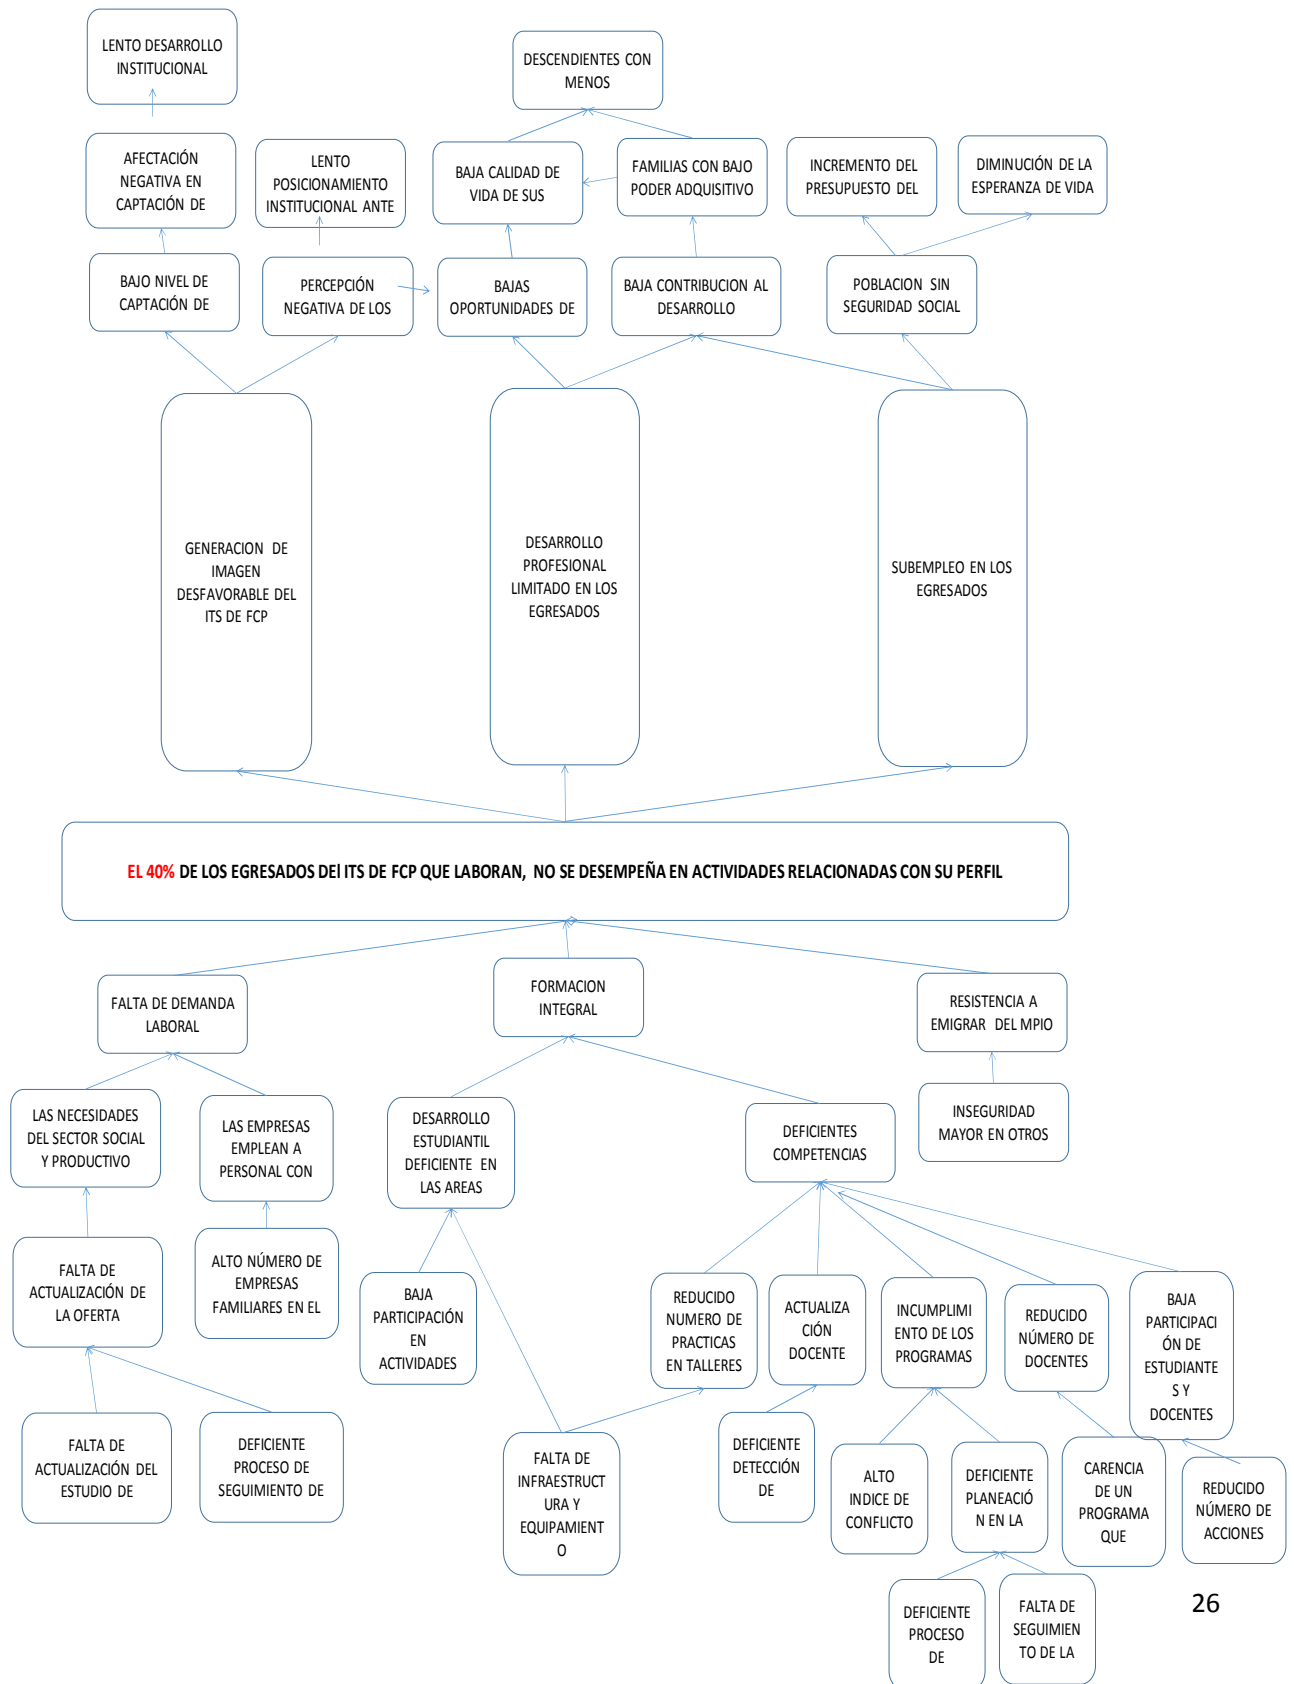 LENTO DESARROLLO
INSTITUCIONAL
DESCENDIENTES CON
MENOS
AFECTACIÓN
NEGATIVA EN
CAPTACIÓN DE
LENTO
POSICIONAMIENTO
INSTITUCIONAL ANTE
BAJA CALIDAD DE
VIDA DE SUS
FAMILIAS CON BAJO
PODER ADQUISITIVO
INCREMENTO DEL
PRESUPUESTO DEL
DIMINUCIÓN DE LA
ESPERANZA DE VIDA
BAJO NIVEL DE
CAPTACIÓN DE
PERCEPCIÓN
NEGATIVA DE LOS
BAJAS
OPORTUNIDADES DE
BAJA CONTRIBUCION AL
DESARROLLO
POBLACION SIN
SEGURIDAD SOCIAL
GENERACION DE
IMAGEN
DESFAVORABLE DEL
ITS DE FCP
DESARROLLO
PROFESIONAL
LIMITADO EN LOS
EGRESADOS
SUBEMPLEO EN LOS
EGRESADOS
EL 40% DE LOS EGRESADOS DEl ITS DE FCP QUE LABORAN, NO SE DESEMPEÑA EN ACTIVIDADES RELACIONADAS CON SU PERFIL
FALTA DE DEMANDA
LABORAL
FORMACION
INTEGRAL
RESISTENCIA A
EMIGRAR DEL MPIO
LAS NECESIDADES
DEL SECTOR SOCIAL
Y PRODUCTIVO
LAS EMPRESAS
EMPLEAN A
PERSONAL CON
DESARROLLO
ESTUDIANTIL
DEFICIENTE EN
LAS AREAS
DEFICIENTES
COMPETENCIAS
INSEGURIDAD
MAYOR EN OTROS
FALTA DE
ACTUALIZACIÓN DE
LA OFERTA
ALTO NÚMERO DE
EMPRESAS
FAMILIARES EN EL
BAJA
PARTICIPACIÓN
EN
ACTIVIDADES
REDUCIDO
NUMERO DE
PRACTICAS
EN TALLERES
ACTUALIZA
CIÓN
DOCENTE
INCUMPLIMI
ENTO DE LOS
PROGRAMAS
REDUCIDO
NÚMERO DE
DOCENTES
BAJA
PARTICIPACI
ÓN DE
ESTUDIANTE
S Y
DOCENTES
FALTA DE
ACTUALIZACIÓN DEL
ESTUDIO DE
DEFICIENTE
PROCESO DE
SEGUIMIENTO DE
FALTA DE
INFRAESTRUCT
URA Y
EQUIPAMIENT
O
DEFICIENTE
DETECCIÓN
DE
ALTO
INDICE DE
CONFLICTO
DEFICIENTE
PLANEACIÓ
N EN LA
CARENCIA
DE UN
PROGRAMA
QUE
REDUCIDO
NÚMERO DE
ACCIONES
DEFICIENTE
PROCESO
DE
FALTA DE
SEGUIMIEN
TO DE LA
26